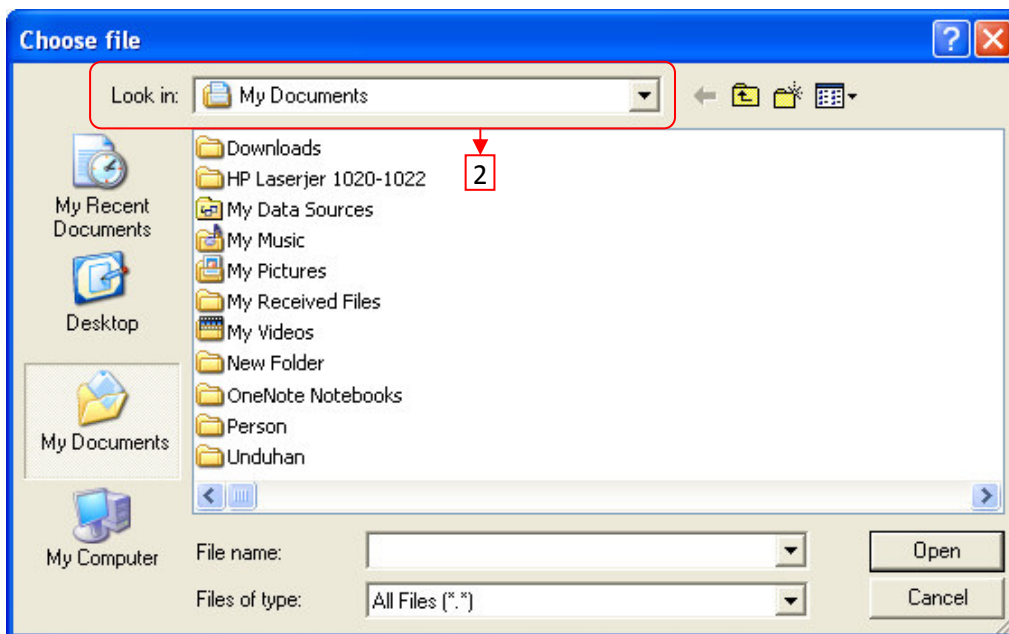 Choose file
Look in: My Documents
2
My Recent
Documents
Desktop
My Documents
My Computer
Downloads
HP Laserjer 1020-1022
My Data Sources
My Music
My Pictures
My Received Files
My Videos
New Folder
OneNote Notebooks
Person
Unduhan
File name:
Open
Files of type: All Files (*.*)
Cancel